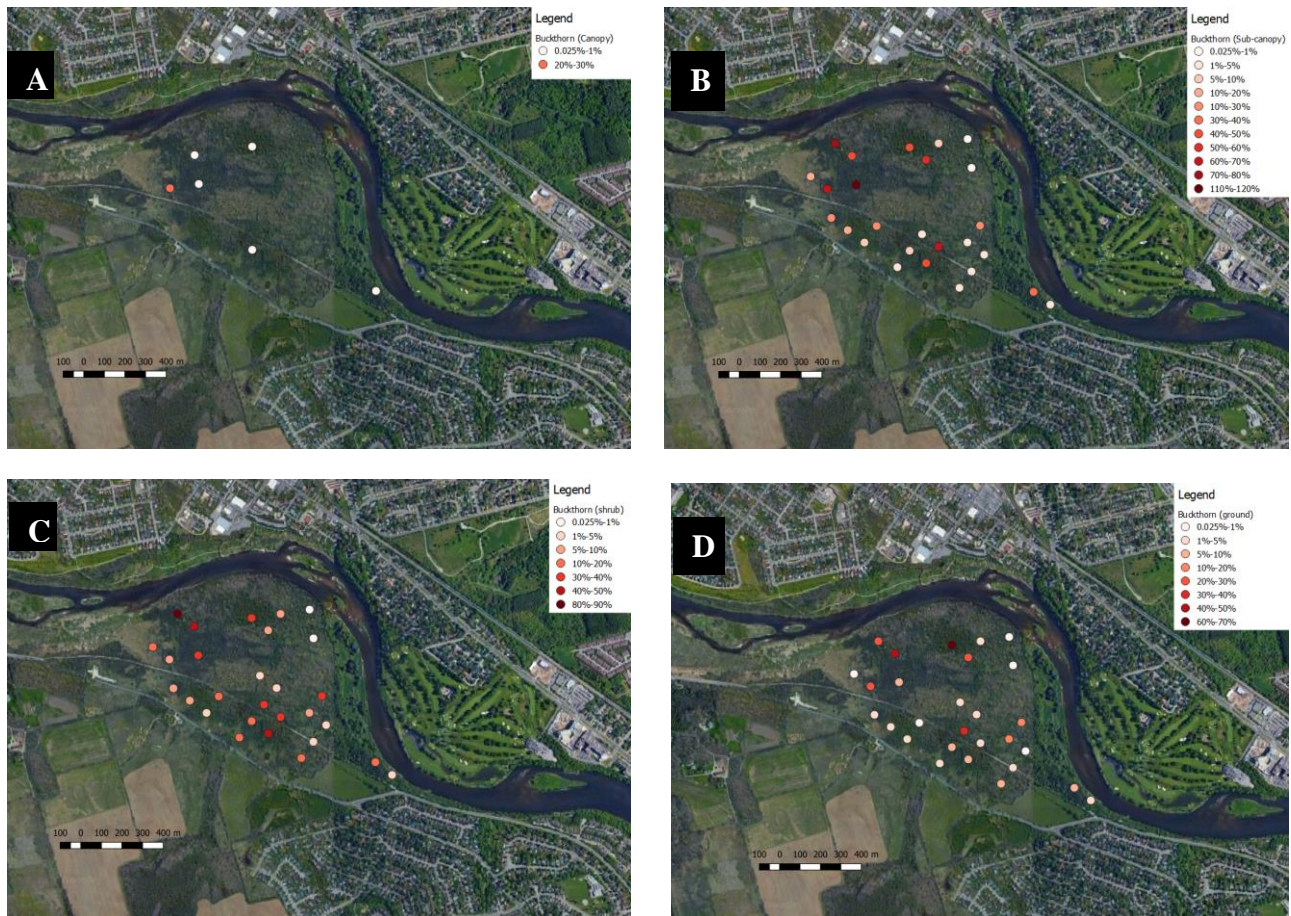 A
Legend
Buckthorn (Canopy)
0.025%-1%
20%-30%
100 0 100 200 300 400 m
B
Legend
Buckthorn (Sub-canopy)
0.025%-1%
1%-5%
5%-10%
10%-20%
10%-30%
30%-40%
40%-50%
50%-60%
60%-70%
70%-80%
110%-120%
100 0 100 200 300 400 m
C
Legend
Buckthorn (shrub)
0.025%-1%
1%-5%
5%-10%
10%-20%
30%-40%
40%-50%
80%-90%
100 0 100 200 300 400 m
D
Legend
Buckthorn (ground)
0.025%-1%
1%-5%
5%-10%
10%-20%
20%-30%
30%-40%
40%-50%
60%-70%
100 0 100 200 300 400 m